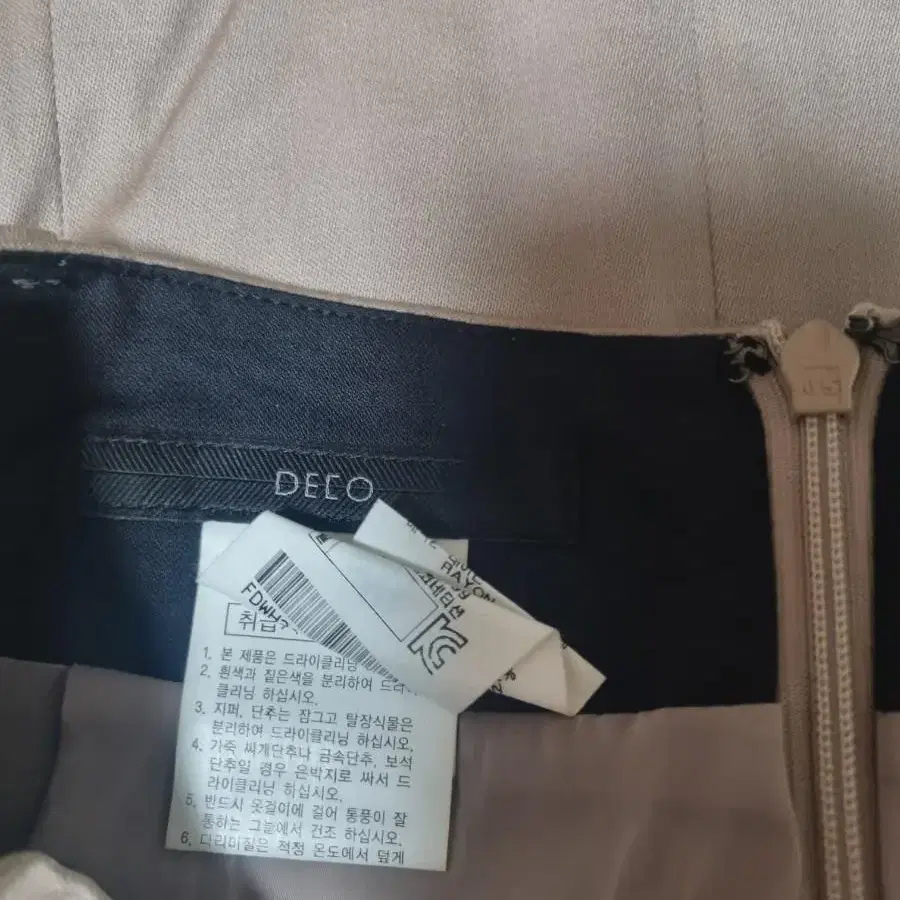 DECO
RAYON
FDWH
취급
1. 본 제품은 드라이클리닝
2. 흰색과 짙은색을 분리하여 드라이
클리닝 하십시오.
3. 지퍼, 단추는 잠그고 탈장식물은
분리하여 드라이클리닝 하십시오.
4. 가죽 싸개단추나 금속단추, 보석
단추일 경우 은박지로 싸서 드
라이클리닝 하십시오.
5. 반드시 옷걸이에 걸어 통풍이 잘
통하는 그늘에서 건조 하십시오.
6. 다리미질은 적정 온도에서 덮게